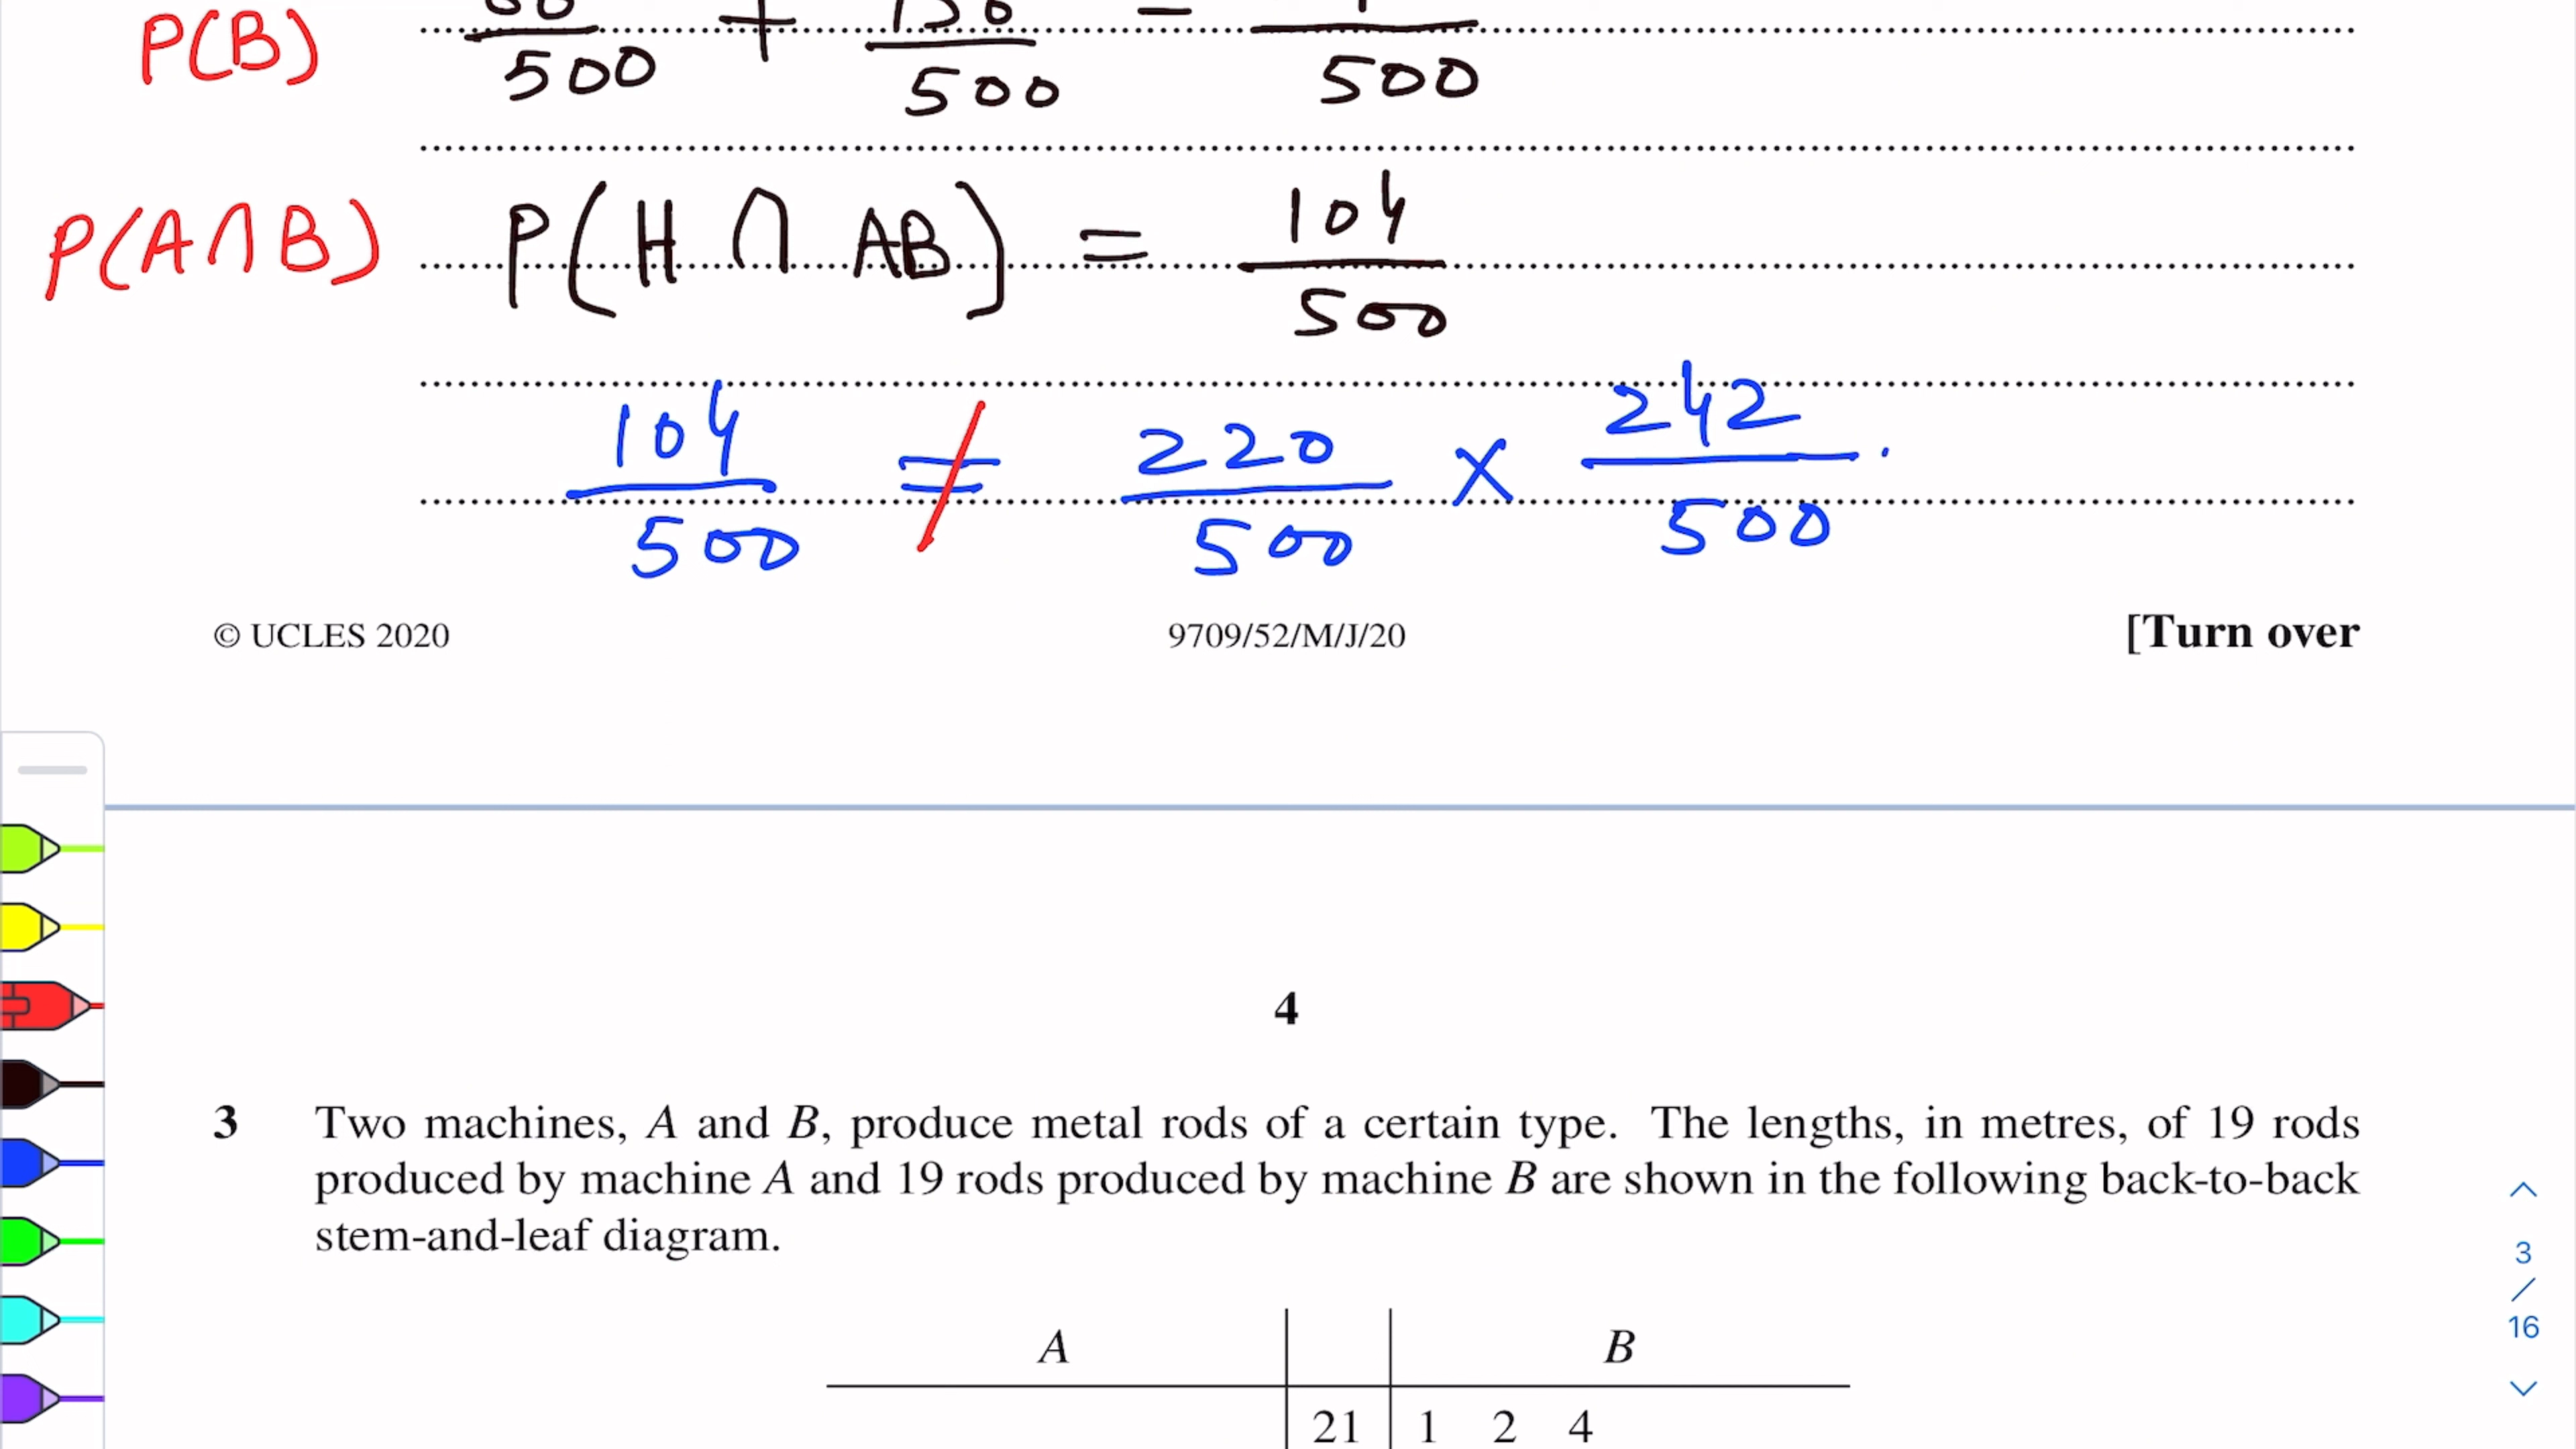 P(B) 500 + 500 500
P(A∩B) P(H ∩ AB) = 104/500
104/500 ≠ 220/500 × 242/500 .
© UCLES 2020 9709/52/M/J/20 [Turn over
4
3 Two machines, A and B, produce metal rods of a certain type. The lengths, in metres, of 19 rods
produced by machine A and 19 rods produced by machine B are shown in the following back-to-back
stem-and-leaf diagram.
3
/
16
A B
21 1 2 4